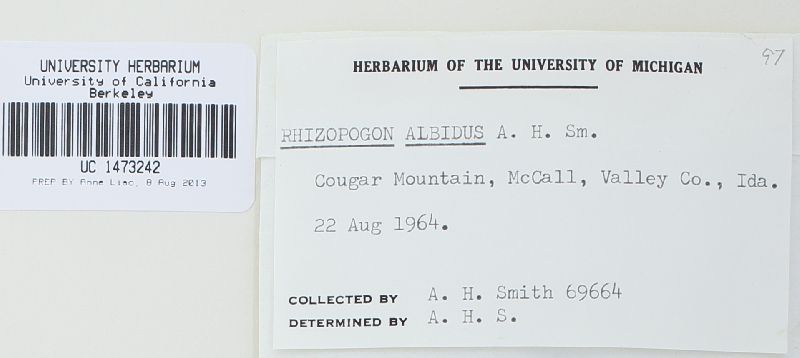 UNIVERSITY HERBARIUM
University of California
Berkeley
UC 1473242
PREP BY Anne Liao, 8 Aug 2013
97
HERBARIUM OF THE UNIVERSITY OF MICHIGAN
RHIZOPOGON ALBIDUS A. H. Sm.
Cougar Mountain, McCall, Valley Co., Ida.
22 Aug 1964.
COLLECTED BY A. H. Smith 69664
DETERMINED BY A. H. S.